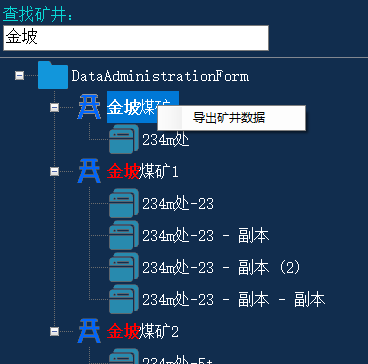 查找矿井：
金坡
DataAdministrationForm
金坡煤矿
导出矿井数据
234m处
金坡煤矿1
234m处-23
234m处-23 - 副本
234m处-23 - 副本 (2)
234m处-23 - 副本 - 副本
金坡煤矿2